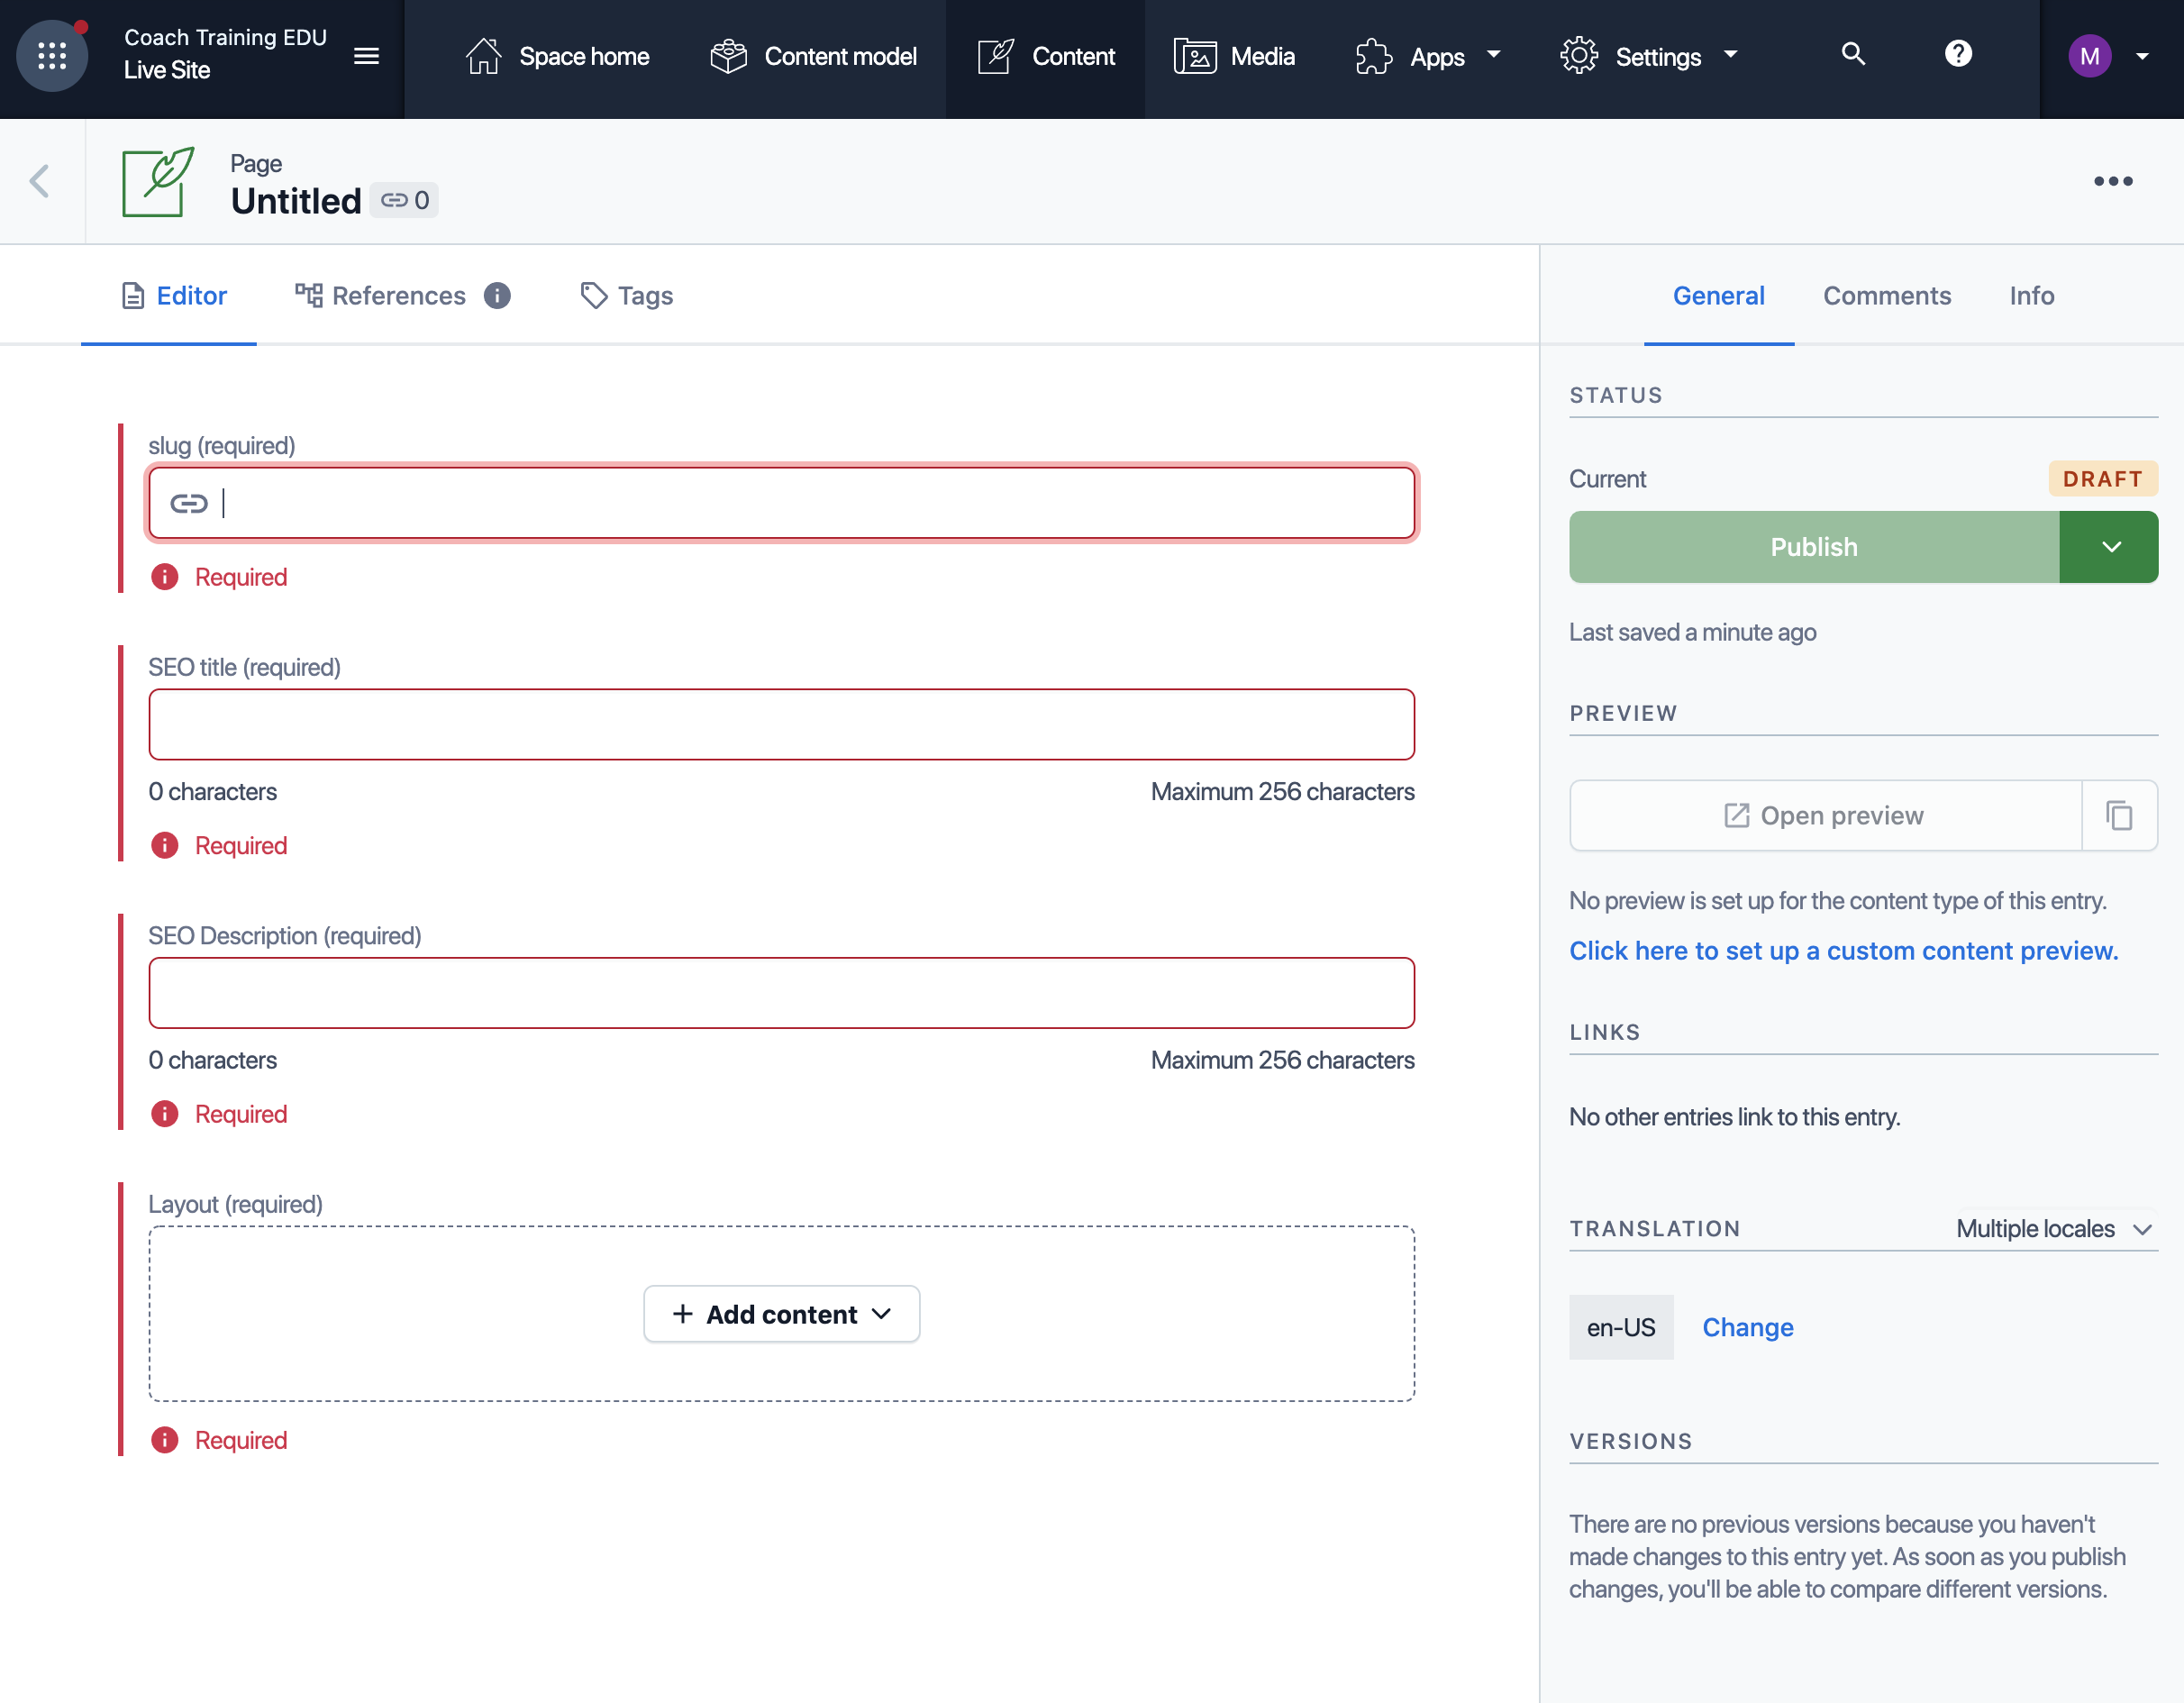 Coach Training EDU
Live Site
Space home
Content model
Content
Media
Apps
Settings
M
Page
Untitled 0
Editor
References
Tags
General
Comments
Info
slug (required)
Required
SEO title (required)
0 characters
Maximum 256 characters
Required
SEO Description (required)
0 characters
Maximum 256 characters
Required
Layout (required)
+ Add content
Required
STATUS
Current
DRAFT
Publish
Last saved a minute ago
PREVIEW
Open preview
No preview is set up for the content type of this entry.
Click here to set up a custom content preview.
LINKS
No other entries link to this entry.
TRANSLATION
Multiple locales
en-US
Change
VERSIONS
There are no previous versions because you haven't
made changes to this entry yet. As soon as you publish
changes, you'll be able to compare different versions.